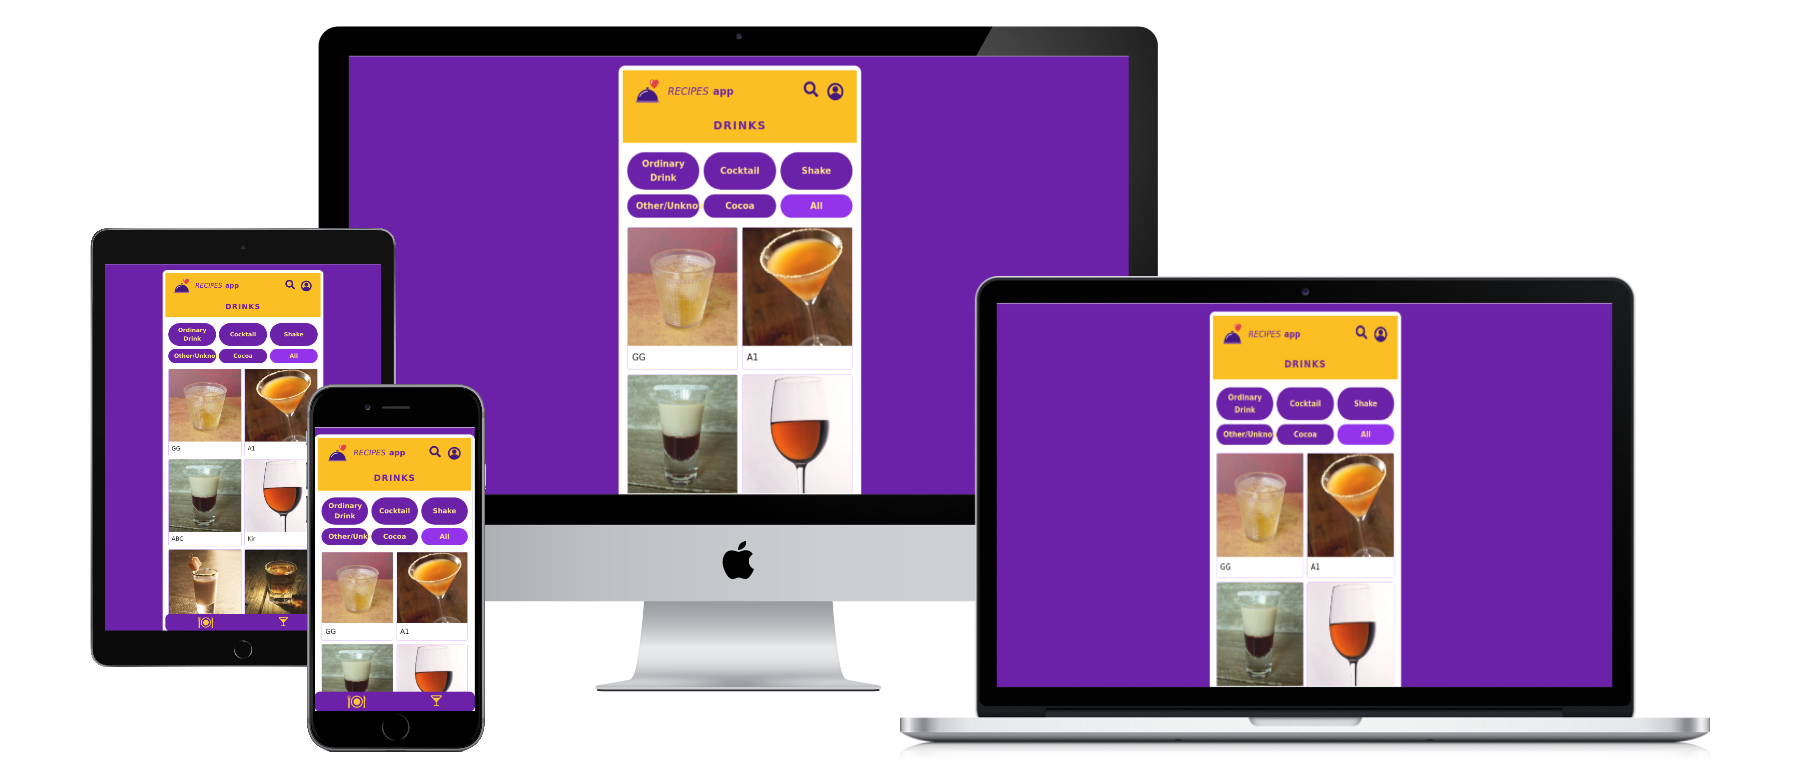 RECIPES app
DRINKS
Ordinary Drink
Cocktail
Shake
Other/Unkno
Cocoa
All
GG
A1
RECIPES app
DRINKS
Ordinary Drink
Cocktail
Shake
Other/Unkno
Cocoa
All
GG
A1
ABC
Kir
RECIPES app
DRINKS
Ordinary Drink
Cocktail
Shake
Other/Unk
Cocoa
All
GG
A1
RECIPES app
DRINKS
Ordinary Drink
Cocktail
Shake
Other/Unkno
Cocoa
All
GG
A1